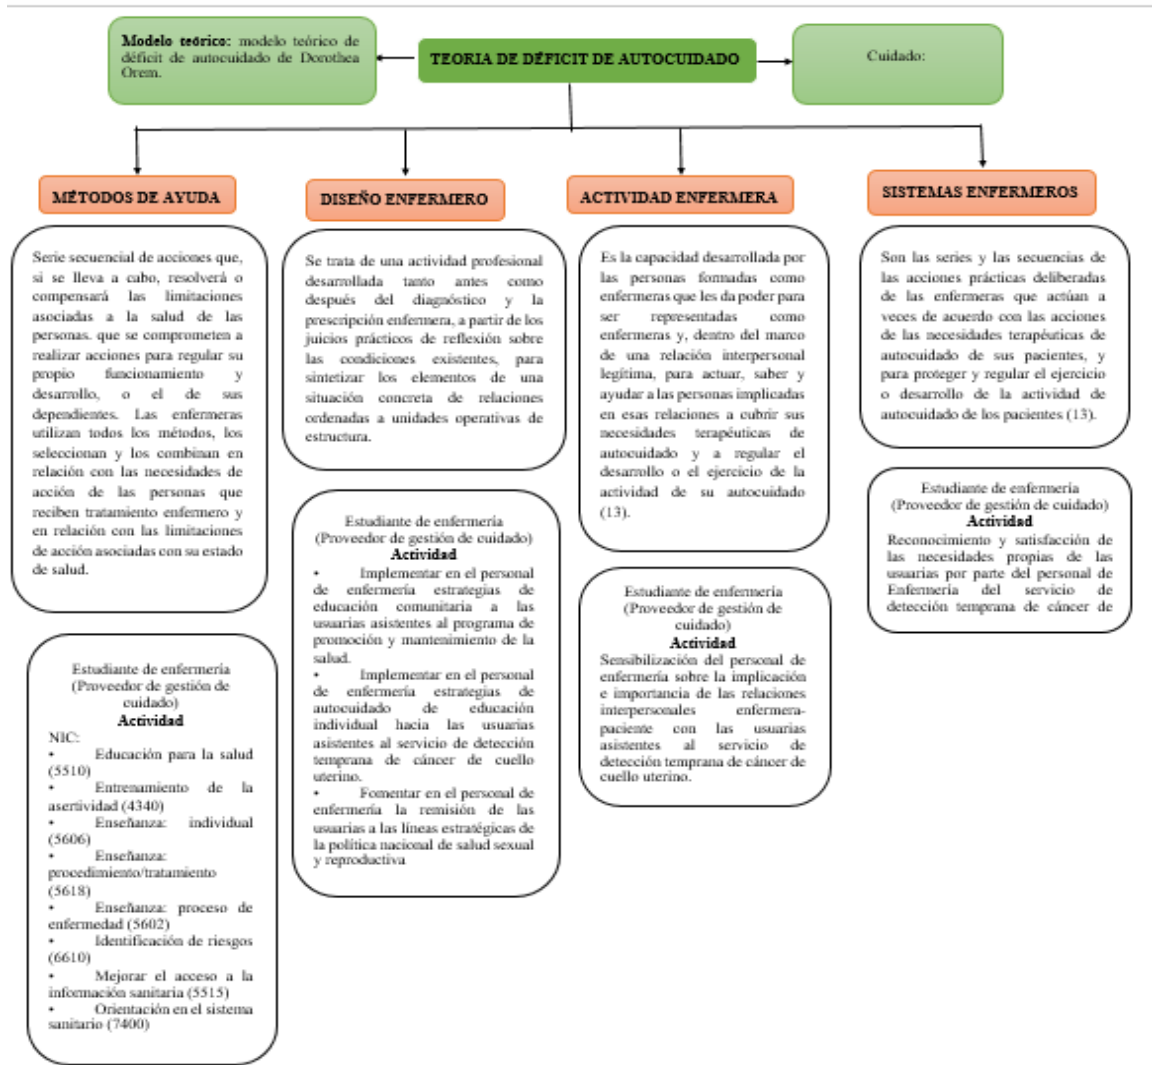 Modelo teórico: modelo teórico de
déficit de autocuidado de Dorothea
Orem.
TEORIA DE DÉFICIT DE AUTOCUIDADO
Cuidado:
MÉTODOS DE AYUDA
Serie secuencial de acciones que,
si se lleva a cabo, resolverá o
compensará las limitaciones
asociadas a la salud de las
personas. que se comprometen a
realizar acciones para regular su
propio funcionamiento y
desarrollo, o el de sus
dependientes. Las enfermeras
utilizan todos los métodos, los
seleccionan y los combinan en
relación con las necesidades de
acción de las personas que
reciben tratamiento enfermero y
en relación con las limitaciones
de acción asociadas con su estado
de salud.
Estudiante de enfermería
(Proveedor de gestión de
cuidado)
Actividad
NIC:
• Educación para la salud
(5510)
• Entrenamiento de la
asertividad (4340)
• Enseñanza: individual
(5606)
• Enseñanza:
procedimiento/tratamiento
(5618)
• Enseñanza: proceso de
enfermedad (5602)
• Identificación de riesgos
(6610)
• Mejorar el acceso a la
información sanitaria (5515)
• Orientación en el sistema
sanitario (7400)
DISEÑO ENFERMERO
Se trata de una actividad profesional
desarrollada tanto antes como
después del diagnóstico y la
prescripción enfermera, a partir de los
juicios prácticos de reflexión sobre
las condiciones existentes, para
sintetizar los elementos de una
situación concreta de relaciones
ordenadas a unidades operativas de
estructura.
Estudiante de enfermería
(Proveedor de gestión de cuidado)
Actividad
• Implementar en el personal
de enfermería estrategias de
educación comunitaria a las
usuarias asistentes al programa de
promoción y mantenimiento de la
salud.
• Implementar en el personal
de enfermería estrategias de
autocuidado de educación
individual hacia las usuarias
asistentes al servicio de detección
temprana de cáncer de cuello
uterino.
• Fomentar en el personal de
enfermería la remisión de las
usuarias a las líneas estratégicas de
la política nacional de salud sexual
y reproductiva
ACTIVIDAD ENFERMERA
Es la capacidad desarrollada por
las personas formadas como
enfermeras que les da poder para
ser representadas como
enfermeras y, dentro del marco
de una relación interpersonal
legítima, para actuar, saber y
ayudar a las personas implicadas
en esas relaciones a cubrir sus
necesidades terapéuticas de
autocuidado y a regular el
desarrollo o el ejercicio de la
actividad de su autocuidado
(13).
Estudiante de enfermería
(Proveedor de gestión de
cuidado)
Actividad
Sensibilización del personal de
enfermería sobre la implicación
e importancia de las relaciones
interpersonales enfermera-
paciente con las usuarias
asistentes al servicio de
detección temprana de cáncer de
cuello uterino.
SISTEMAS ENFERMEROS
Son las series y las secuencias de
las acciones prácticas deliberadas
de las enfermeras que actúan a
veces de acuerdo con las acciones
de las necesidades terapéuticas de
autocuidado de sus pacientes, y
para proteger y regular el ejercicio
o desarrollo de la actividad de
autocuidado de los pacientes (13).
Estudiante de enfermería
(Proveedor de gestión de cuidado)
Actividad
Reconocimiento y satisfacción de
las necesidades propias de las
usuarias por parte del personal de
Enfermería del servicio de
detección temprana de cáncer de